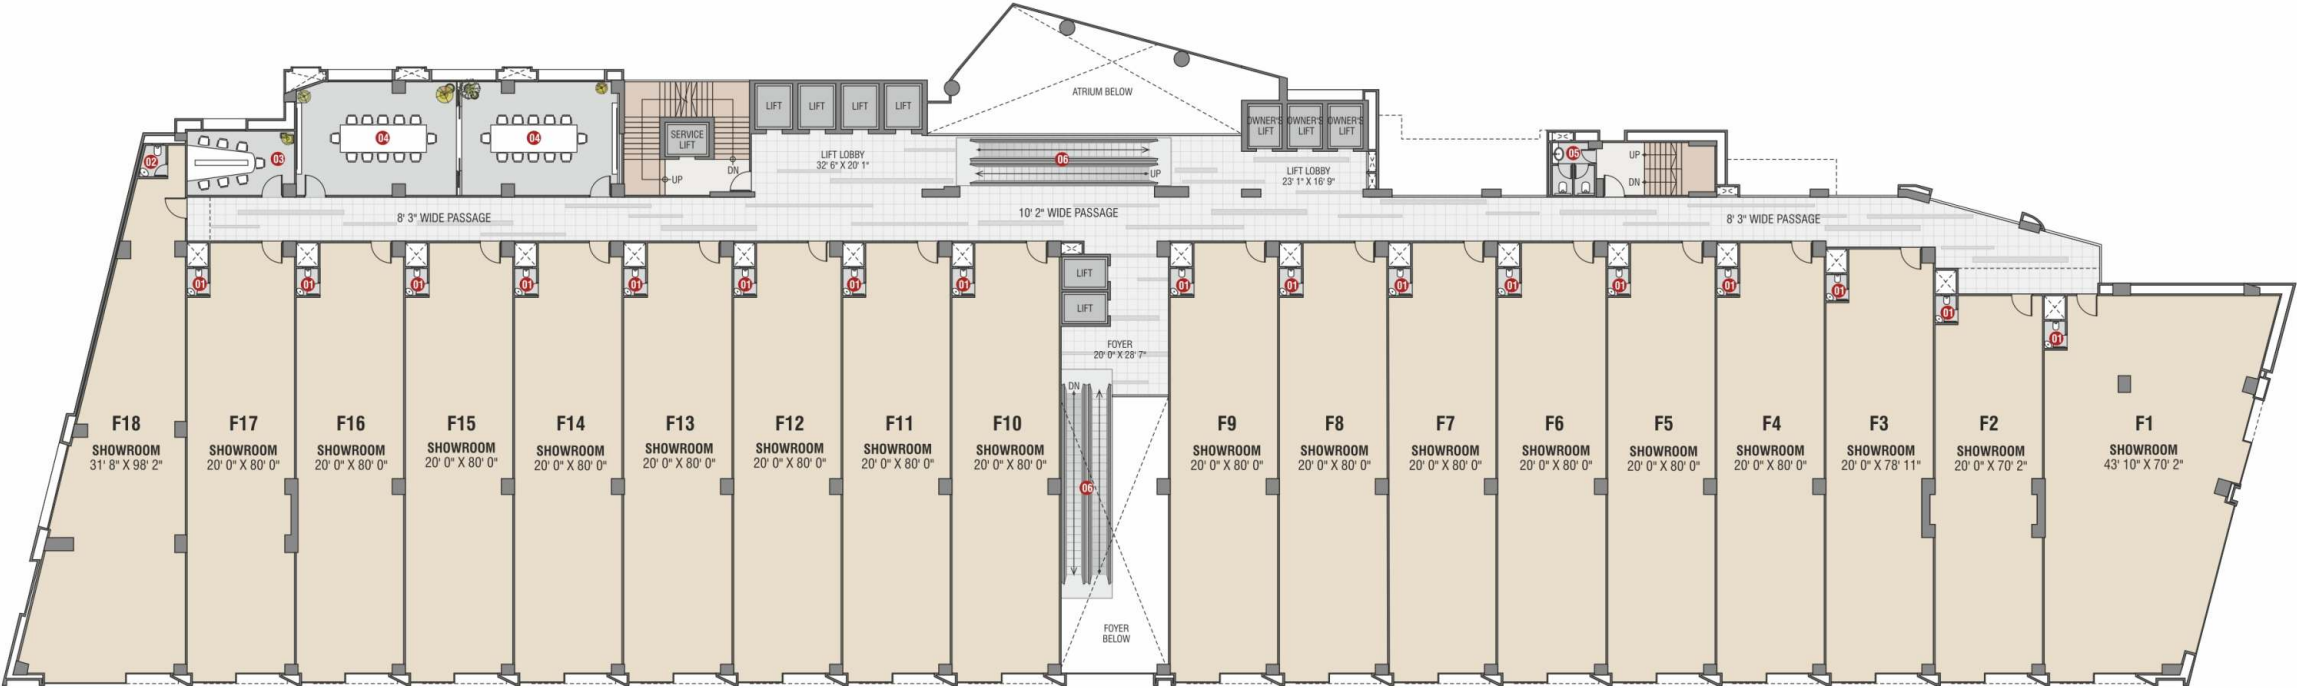 ATRIUM BELOW
LIFT
LIFT
LIFT
LIFT
OWNER'S
LIFT
OWNER'S
LIFT
OWNER'S
LIFT
SERVICE
LIFT
UP
DN
02
03
04
04
LIFT LOBBY
32' 6" X 20' 1"
06
UP
LIFT LOBBY
23' 1" X 16' 9"
05
UP
DN
8' 3" WIDE PASSAGE
10' 2" WIDE PASSAGE
8' 3" WIDE PASSAGE
01
01
01
01
01
01
01
01
LIFT
LIFT
01
01
01
01
01
01
01
01
01
FOYER
20' 0" X 28' 7"
DN
06
FOYER
BELOW
F18
SHOWROOM
31' 8" X 98' 2"
F17
SHOWROOM
20' 0" X 80' 0"
F16
SHOWROOM
20' 0" X 80' 0"
F15
SHOWROOM
20' 0" X 80' 0"
F14
SHOWROOM
20' 0" X 80' 0"
F13
SHOWROOM
20' 0" X 80' 0"
F12
SHOWROOM
20' 0" X 80' 0"
F11
SHOWROOM
20' 0" X 80' 0"
F10
SHOWROOM
20' 0" X 80' 0"
F9
SHOWROOM
20' 0" X 80' 0"
F8
SHOWROOM
20' 0" X 80' 0"
F7
SHOWROOM
20' 0" X 80' 0"
F6
SHOWROOM
20' 0" X 80' 0"
F5
SHOWROOM
20' 0" X 80' 0"
F4
SHOWROOM
20' 0" X 80' 0"
F3
SHOWROOM
20' 0" X 78' 11"
F2
SHOWROOM
20' 0" X 70' 2"
F1
SHOWROOM
43' 10" X 70' 2"